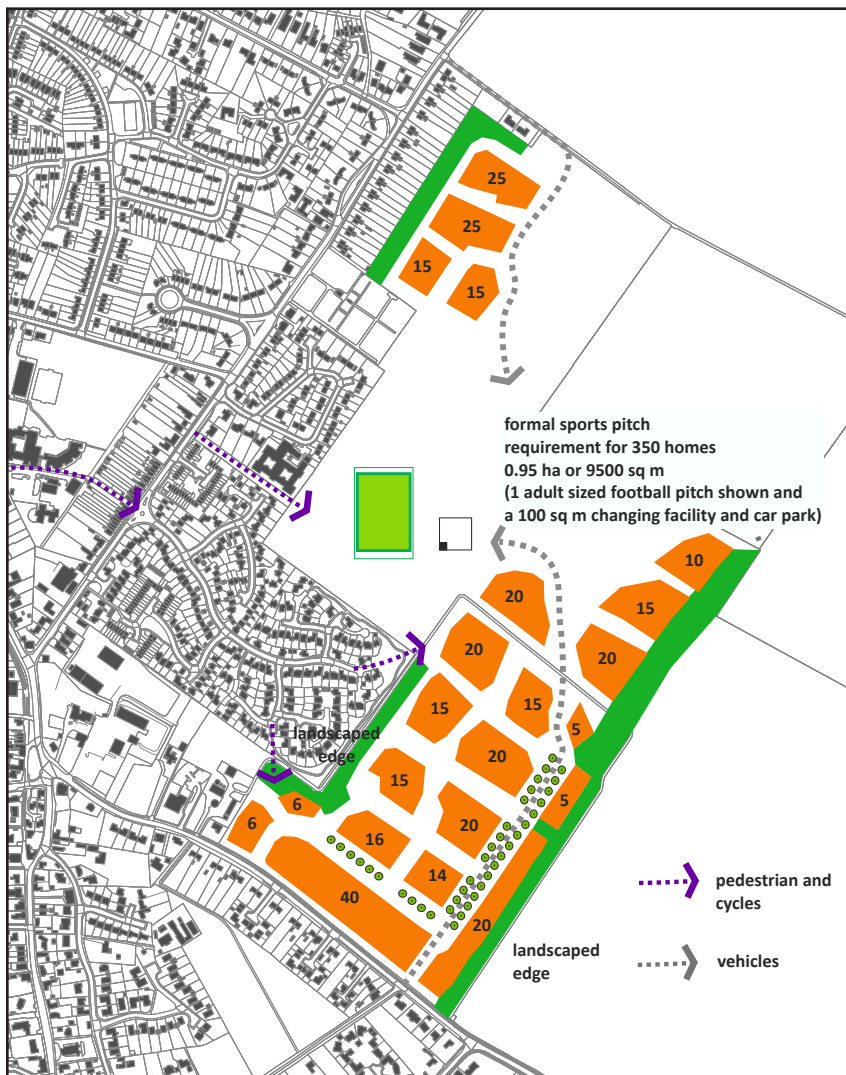 25
25
15
15
formal sports pitch
requirement for 350 homes
0.95 ha or 9500 sq m
(1 adult sized football pitch shown and
a 100 sq m changing facility and car park)
10
20
15
20
20
15
15
5
landscaped
edge
20
15
5
6
6
20
16
14
40
20
pedestrian and
cycles
landscaped
edge
vehicles